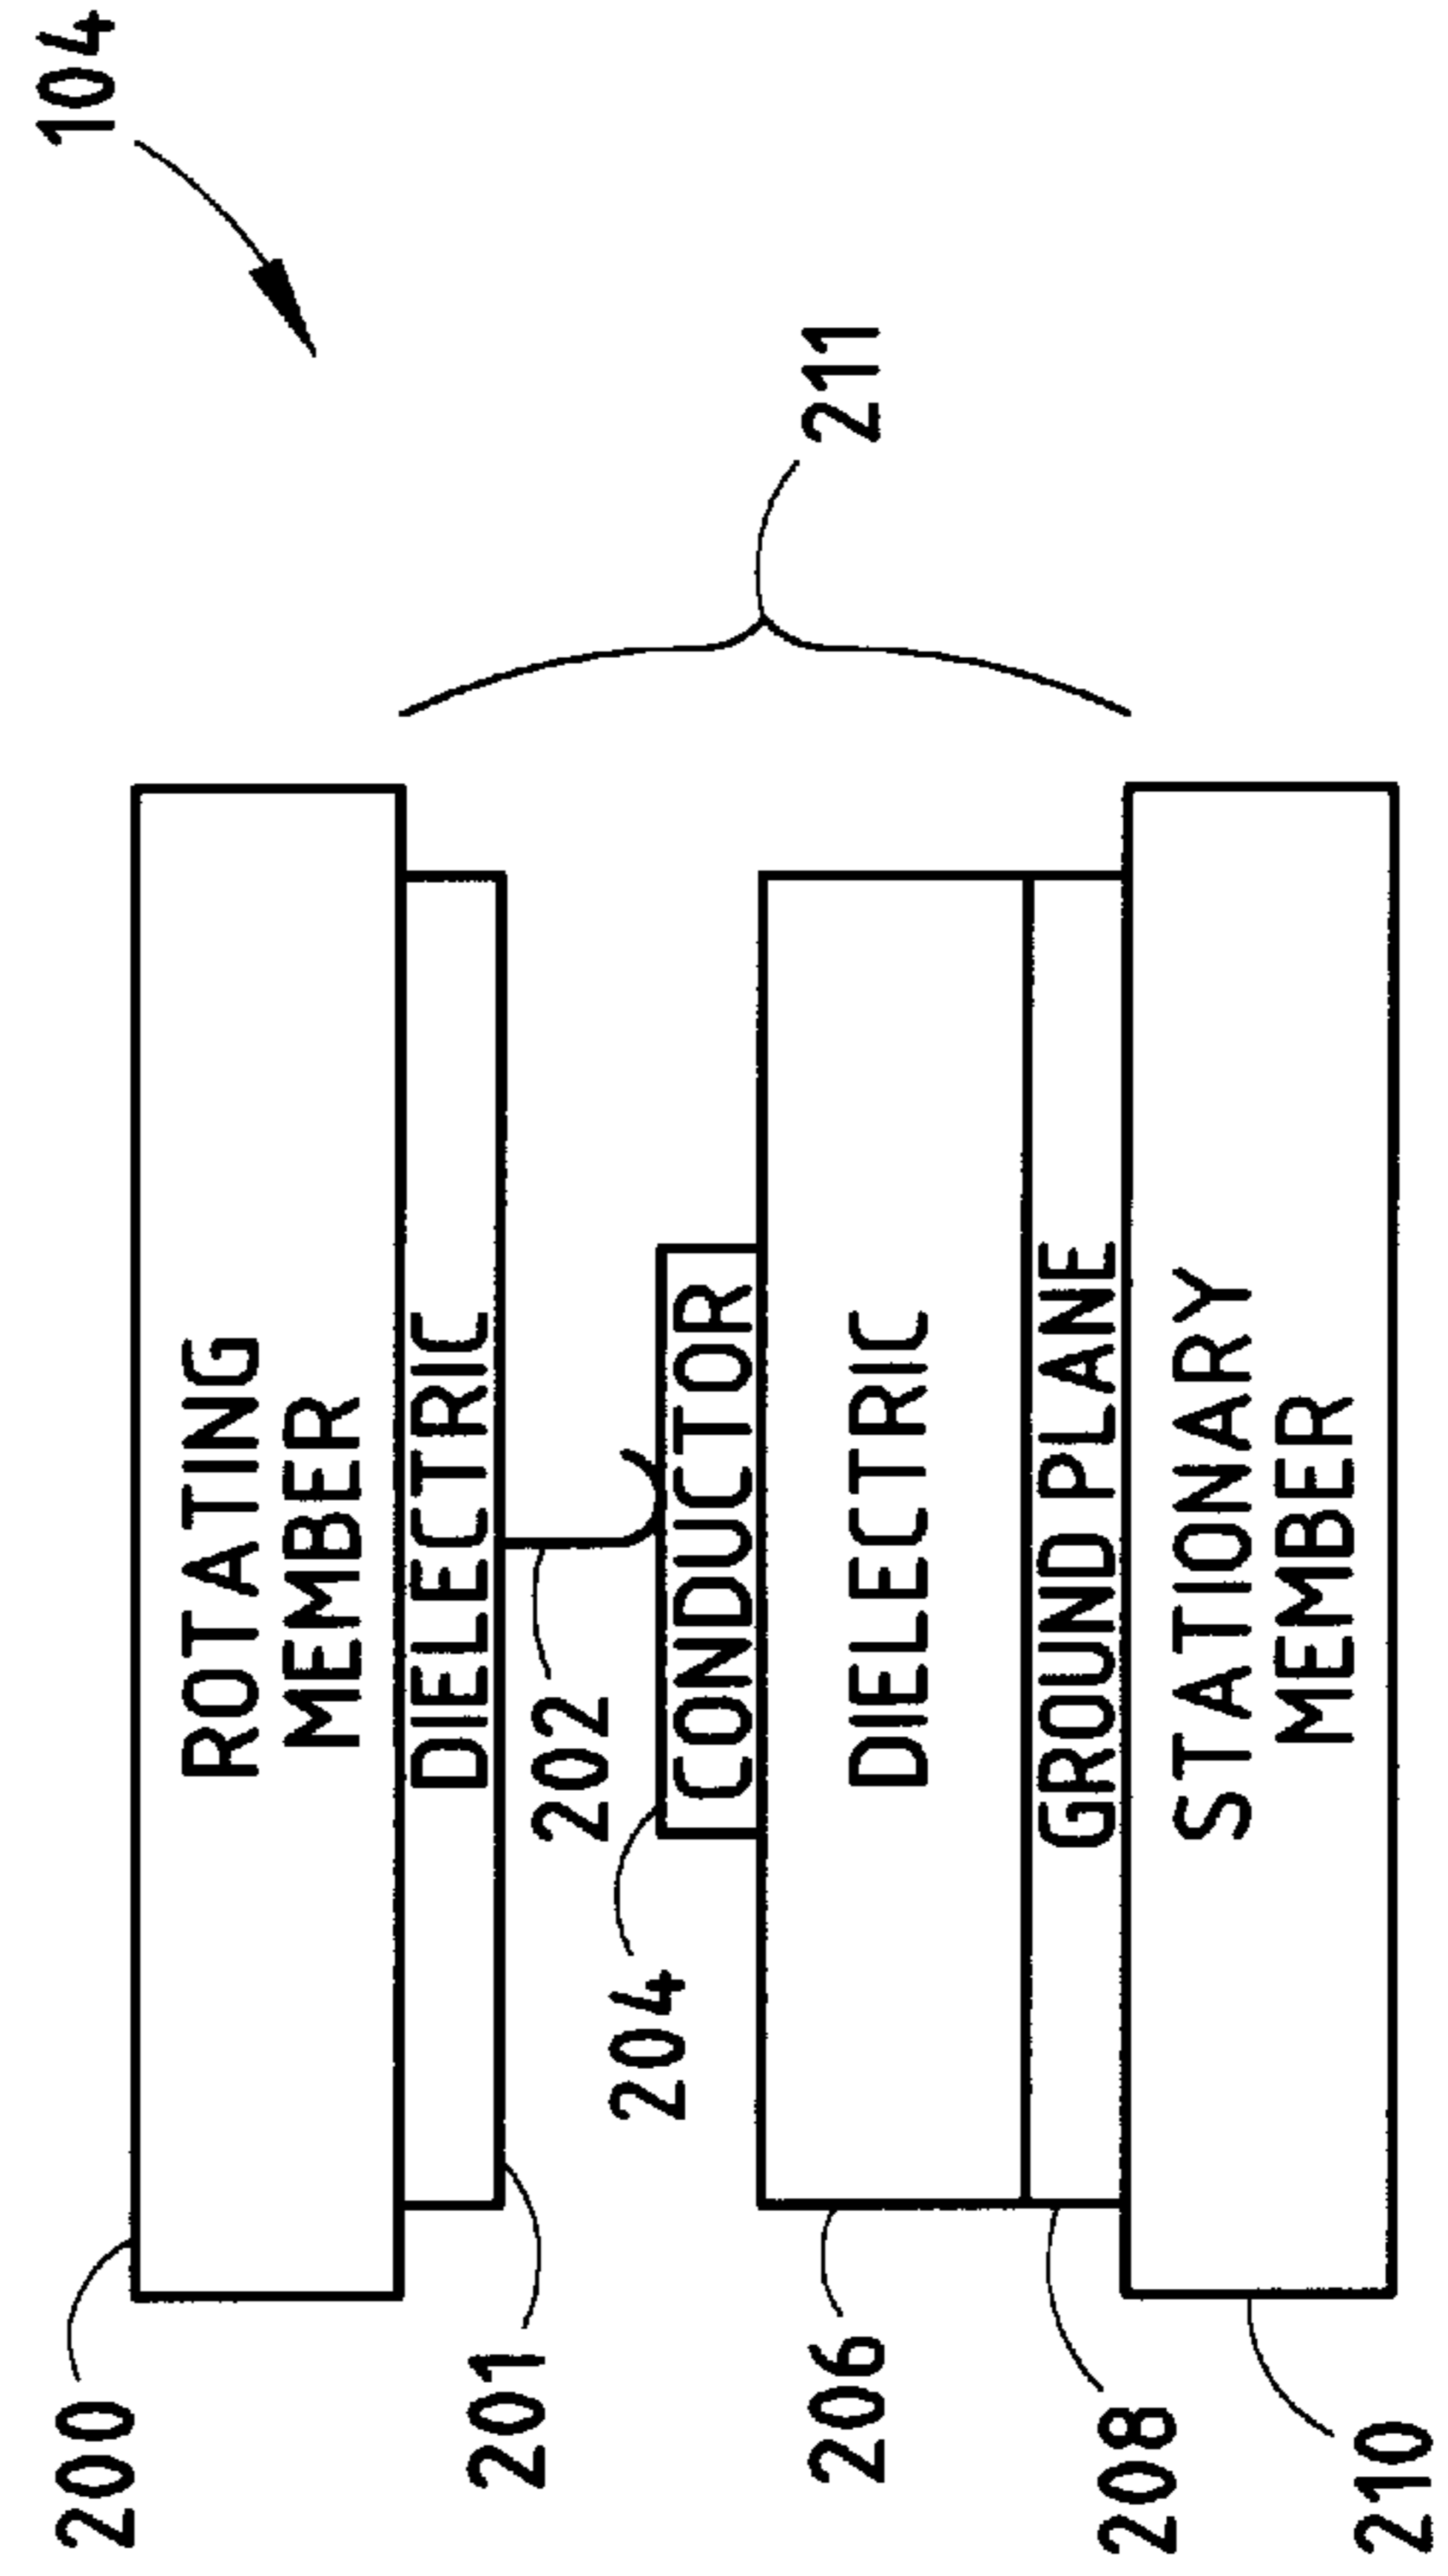 104
211
200
ROTATING
MEMBER
201
DIELECTRIC
202
204
CONDUCTOR
206
DIELECTRIC
208
GROUND PLANE
210
STATIONARY
MEMBER